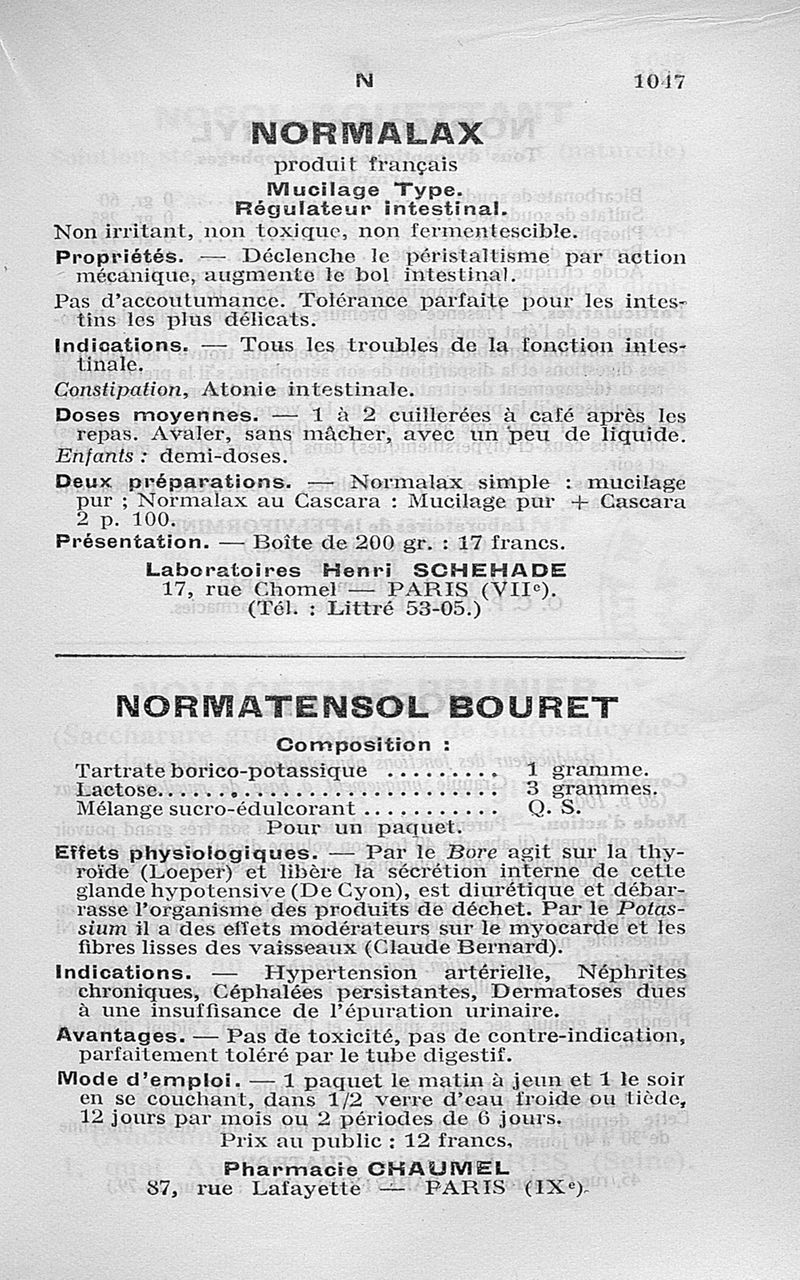 N
1047
NORMALAX
produit français
Mucilage Type.
Régulateur intestinal.
Non irritant, non toxique, non fermentescible.
Propriétés. — Déclenche le péristaltisme par action
mécanique, augmente le bol intestinal.
Pas d'accoutumance. Tolérance parfaite pour les intes-
tins les plus délicats.
Indications. — Tous les troubles de la fonction intes-
tinale.
Constipation, Atonie intestinale.
Doses moyennes. — 1 à 2 cuillerées à café après les
repas. Avaler, sans mâcher, avec un peu de liquide.
Enfants : demi-doses.
Deux préparations. — Normalax simple : mucilage
pur ; Normalax au Cascara : Mucilage pur + Cascara
2 p. 100.
Présentation. — Boîte de 200 gr. : 17 francs.
Laboratoires Henri SCHEHADE
17, rue Chomel — PARIS (VIIe).
(Tél. : Littré 53-05.)
NORMATENSOL BOURET
Composition :
Tartrate borico-potassique .......... 1 gramme.
Lactose............................. 3 grammes.
Mélange sucro-édulcorant ............ Q. S.
Pour un paquet.
Effets physiologiques. — Par le Bore agit sur la thy-
roïde (Loeper) et libère la sécrétion interne de cette
glande hypotensive (De Cyon), est diurétique et débar-
rasse l'organisme des produits de déchet. Par le Potas-
sium il a des effets modérateurs sur le myocarde et les
fibres lisses des vaisseaux (Claude Bernard).
Indications. — Hypertension artérielle, Néphrites
chroniques, Céphalées persistantes, Dermatoses dues
à une insuffisance de l'épuration urinaire.
Avantages. — Pas de toxicité, pas de contre-indication,
parfaitement toléré par le tube digestif.
Mode d'emploi. — 1 paquet le matin à jeun et 1 le soir
en se couchant, dans 1/2 verre d'eau froide ou tiède,
12 jours par mois ou 2 périodes de 6 jours.
Prix au public : 12 francs,
Pharmacie CHAUMEL
87, rue Lafayette — PARIS (IXe).